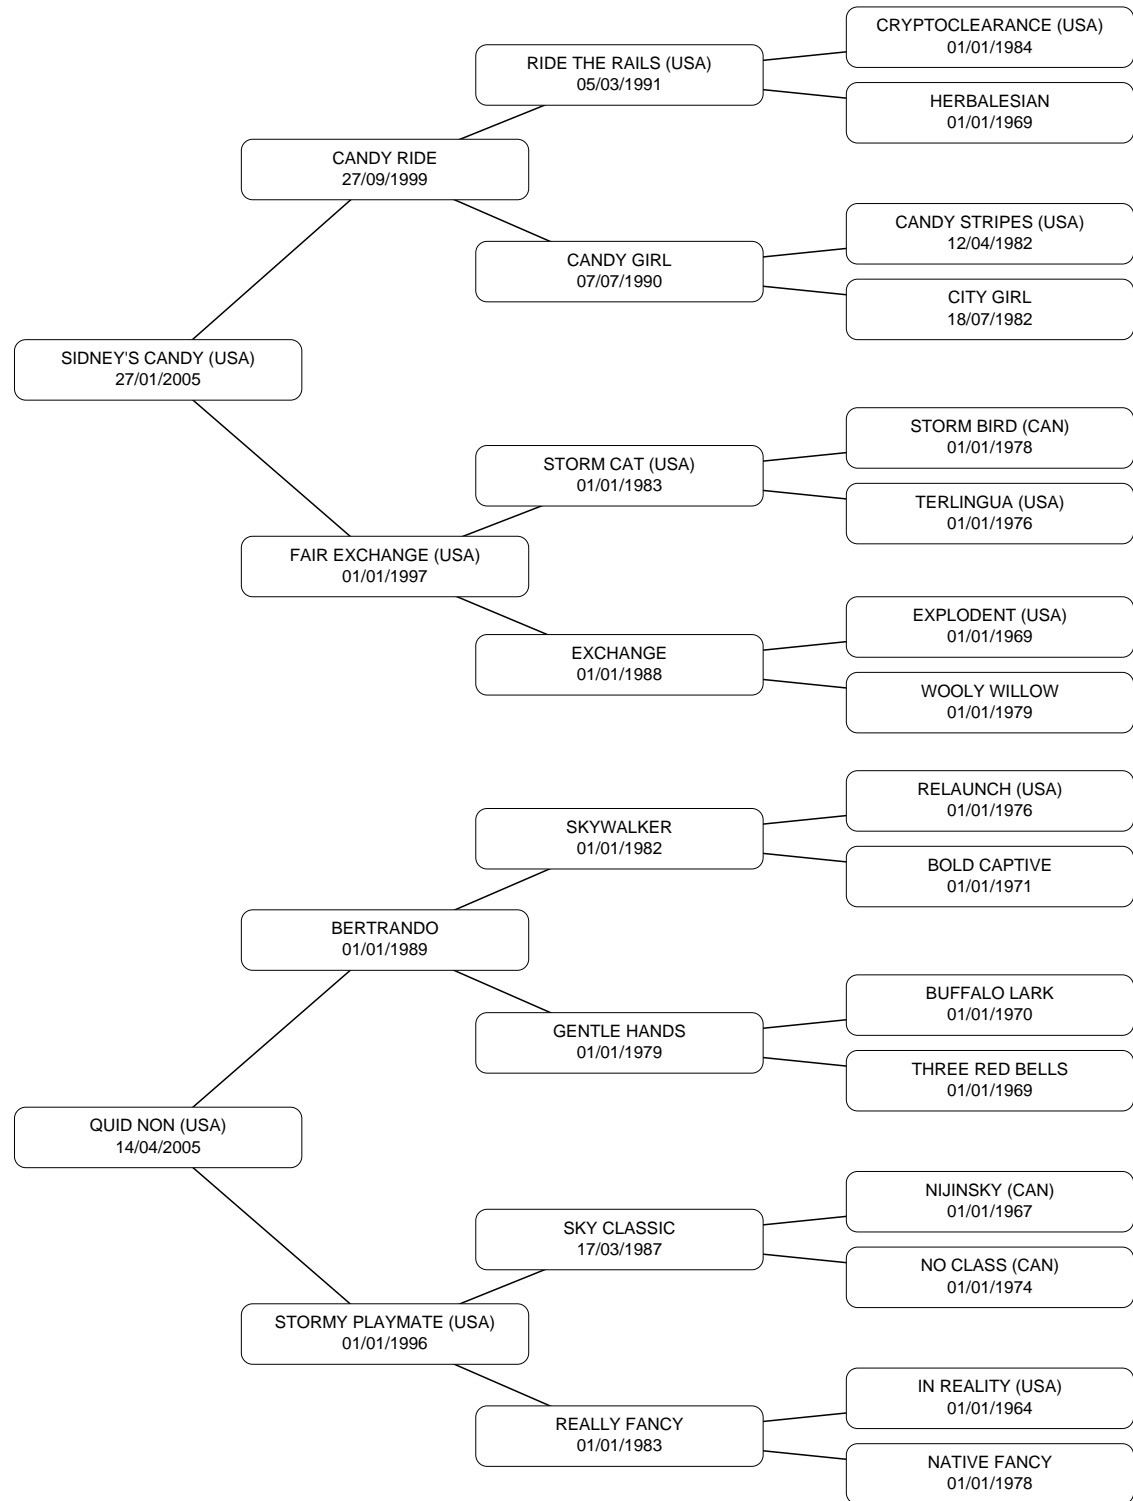 CRYPTOCLEARANCE (USA)
01/01/1984
RIDE THE RAILS (USA)
05/03/1991
HERBALESIAN
01/01/1969
CANDY RIDE
27/09/1999
CANDY STRIPES (USA)
12/04/1982
CANDY GIRL
07/07/1990
CITY GIRL
18/07/1982
SIDNEY'S CANDY (USA)
27/01/2005
STORM BIRD (CAN)
01/01/1978
STORM CAT (USA)
01/01/1983
TERLINGUA (USA)
01/01/1976
FAIR EXCHANGE (USA)
01/01/1997
EXPLODENT (USA)
01/01/1969
EXCHANGE
01/01/1988
WOOLY WILLOW
01/01/1979
RELAUNCH (USA)
01/01/1976
SKYWALKER
01/01/1982
BOLD CAPTIVE
01/01/1971
BERTRANDO
01/01/1989
BUFFALO LARK
01/01/1970
GENTLE HANDS
01/01/1979
THREE RED BELLS
01/01/1969
QUID NON (USA)
14/04/2005
NIJINSKY (CAN)
01/01/1967
SKY CLASSIC
17/03/1987
NO CLASS (CAN)
01/01/1974
STORMY PLAYMATE (USA)
01/01/1996
IN REALITY (USA)
01/01/1964
REALLY FANCY
01/01/1983
NATIVE FANCY
01/01/1978